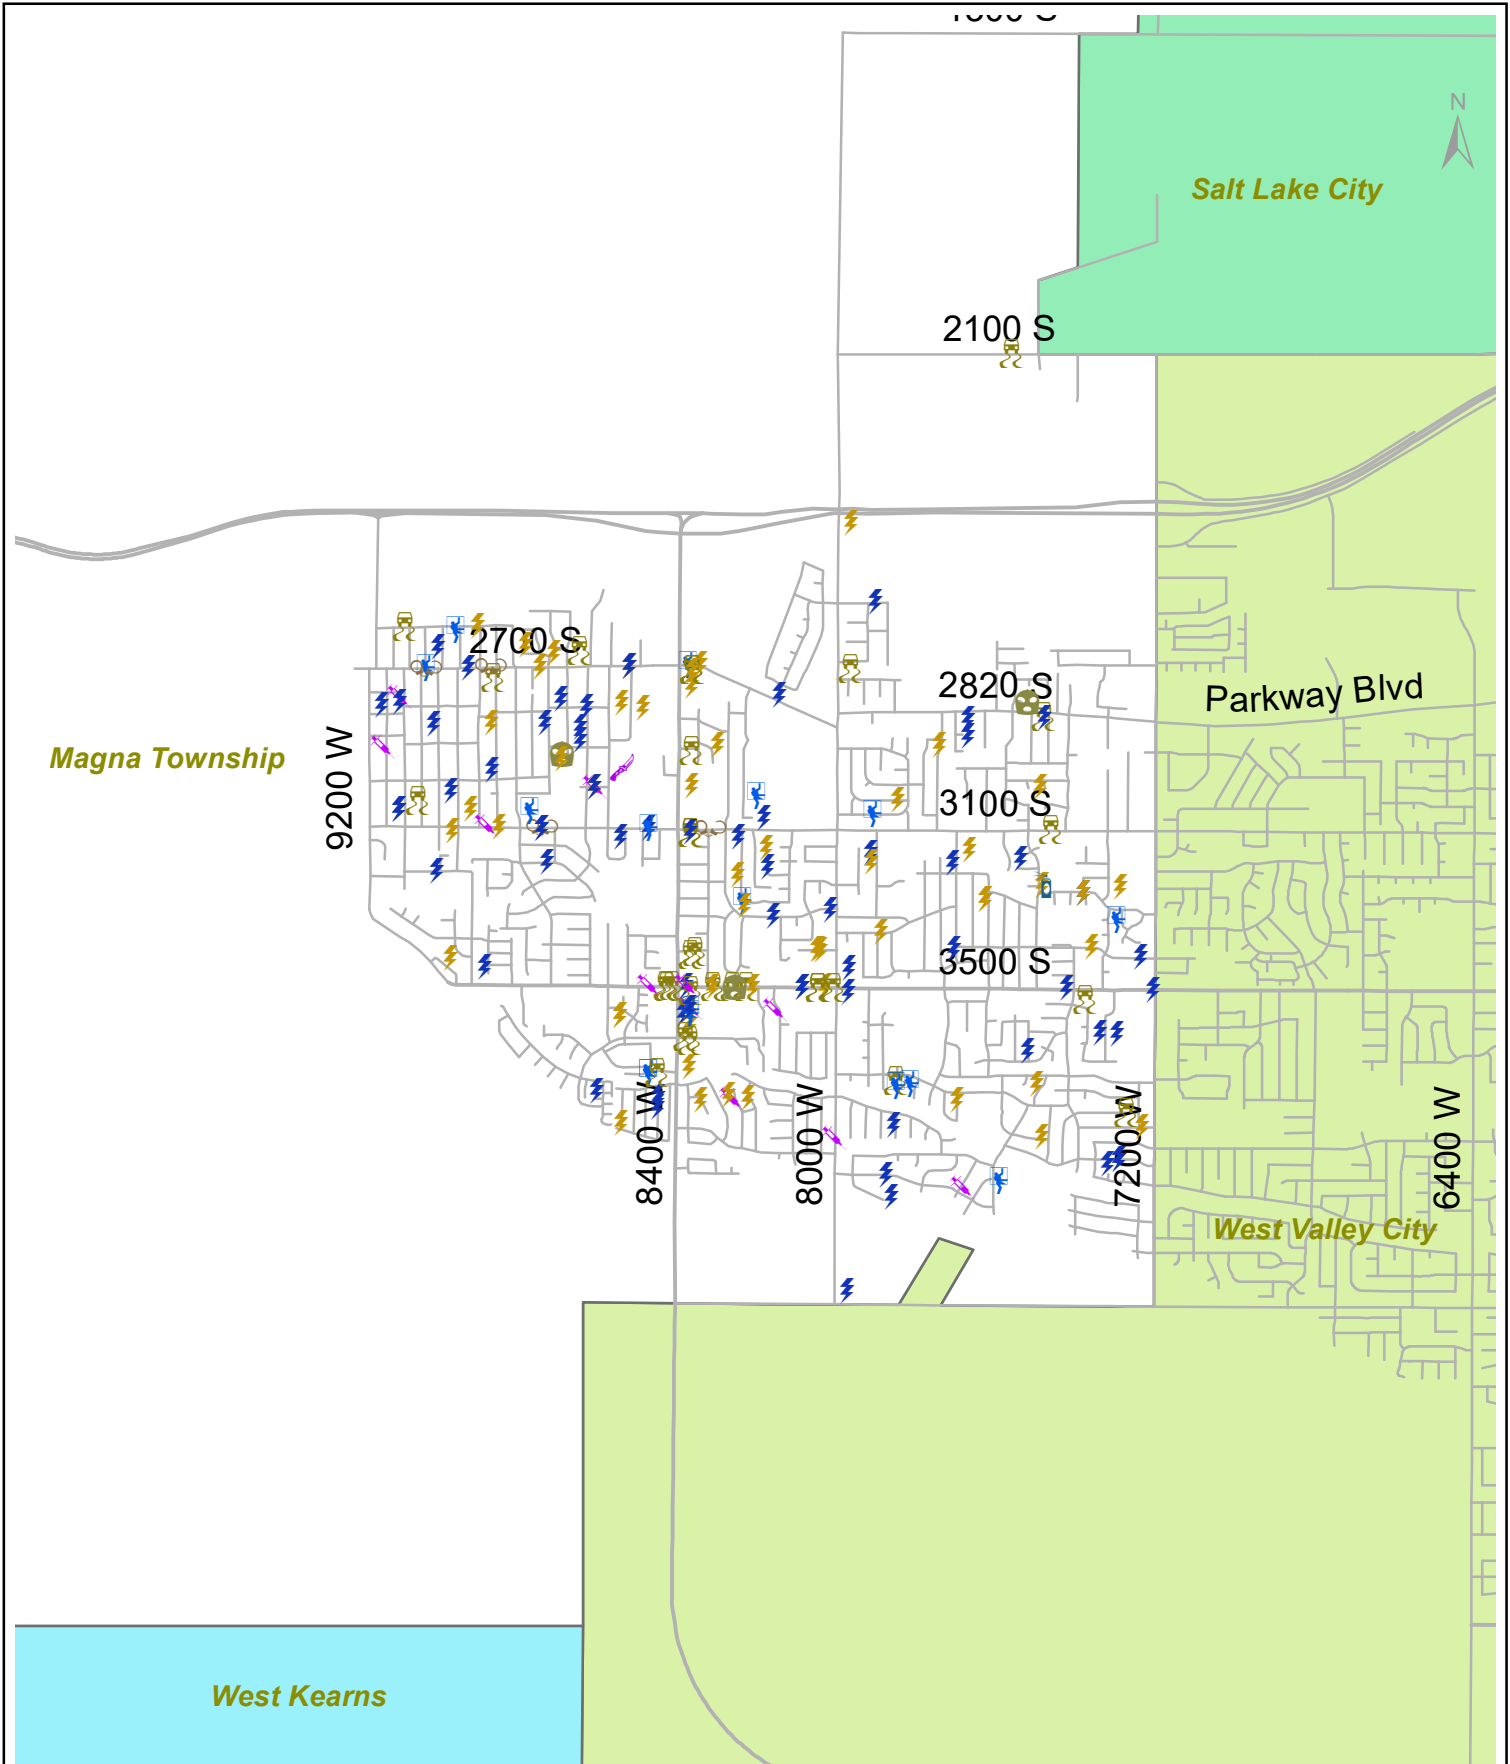 N
Salt Lake City
2100 S
2700 S
2820 S
Parkway Blvd
Magna Township
9200 W
3100 S
3500 S
8400 W
8000 W
7200 W
6400 W
West Valley City
West Kearns